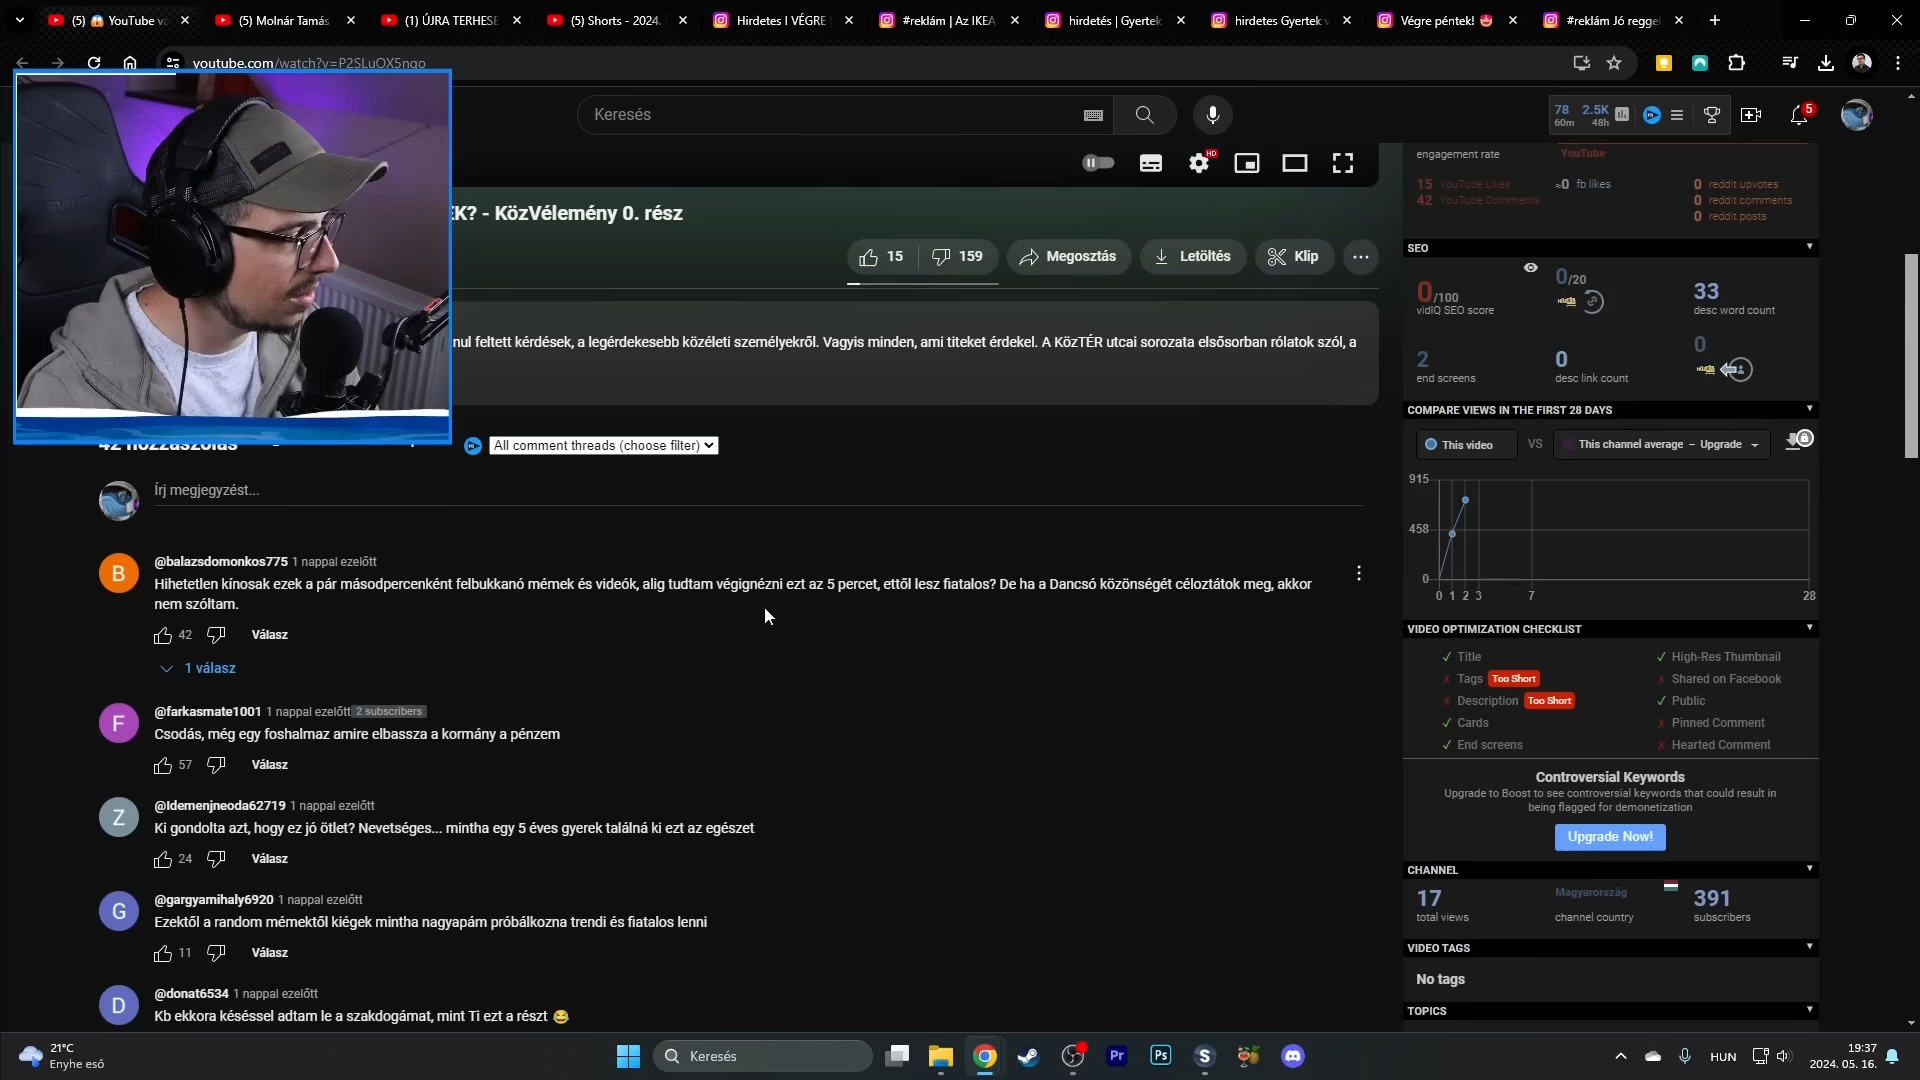 (5) 😱 YouTube v
(5) Molnár Tamás
(1) ÚJRA TERHESE
(5) Shorts - 2024.
Hirdetes I VÉGRE
#reklám | Az IKEA
hirdetés | Gyertek
hirdetes Gyertek v
Végre péntek! 😍
#reklám Jó regge
youtube.com/watch?v=P2SLuOX5nqo
Keresés
78 2.5K
60m 48h
5
HD
K? - KözVélemény 0. rész
15
159
Megosztás
Letöltés
Klip
nul feltett kérdések, a legérdekesebb közéleti személyekről. Vagyis minden, ami titeket érdekel. A KözTÉR utcai sorozata elsősorban rólatok szól, a
42 hozzászólás
All comment threads (choose filter)
Írj megjegyzést...
B
@balazsdomonkos775 1 nappal ezelőtt
Hihetetlen kínosak ezek a pár másodpercenként felbukkanó mémek és videók, alig tudtam végignézni ezt az 5 percet, ettől lesz fiatalos? De ha a Dancsó közönségét céloztátok meg, akkor
nem szóltam.
42 Válasz
1 válasz
F
@farkasmate1001 1 nappal ezelőtt 2 subscribers
Csodás, még egy foshalmaz amire elbassza a kormány a pénzem
57 Válasz
Z
@Idemenjneoda62719 1 nappal ezelőtt
Ki gondolta azt, hogy ez jó ötlet? Nevetséges... mintha egy 5 éves gyerek találná ki ezt az egészet
24 Válasz
G
@gargyamihaly6920 1 nappal ezelőtt
Ezektől a random mémektől kiégek mintha nagyapám próbálkozna trendi és fiatalos lenni
11 Válasz
D
@donat6534 1 nappal ezelőtt
Kb ekkora késéssel adtam le a szakdogámat, mint Ti ezt a részt 😂
engagement rate
YouTube
15 YouTube Likes
42 YouTube Comments
≈0 fb likes
0 reddit upvotes
0 reddit comments
0 reddit posts
SEO
0/100
vidIQ SEO score
0/20
33
desc word count
2
end screens
0
desc link count
0
COMPARE VIEWS IN THE FIRST 28 DAYS
This video
VS
This channel average – Upgrade
915
458
0
0 1 2 3 7 28
VIDEO OPTIMIZATION CHECKLIST
✓ Title
✓ High-Res Thumbnail
✗ Tags Too Short
✗ Shared on Facebook
✗ Description Too Short
✓ Public
✓ Cards
✗ Pinned Comment
✓ End screens
✗ Hearted Comment
Controversial Keywords
Upgrade to Boost to see controversial keywords that could result in
being flagged for demonetization
Upgrade Now!
CHANNEL
17
total views
Magyarország
channel country
391
subscribers
VIDEO TAGS
No tags
TOPICS
21°C
Enyhe eső
Keresés
Pr
Ps
S
HUN
19:37
2024. 05. 16.